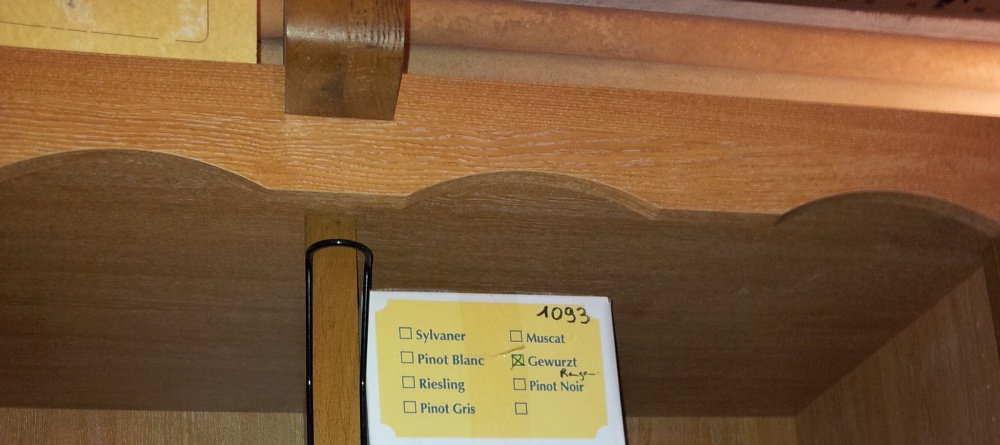 1093
Sylvaner
Muscat
Pinot Blanc
Gewurzt
Riesling
Pinot Noir
Pinot Gris